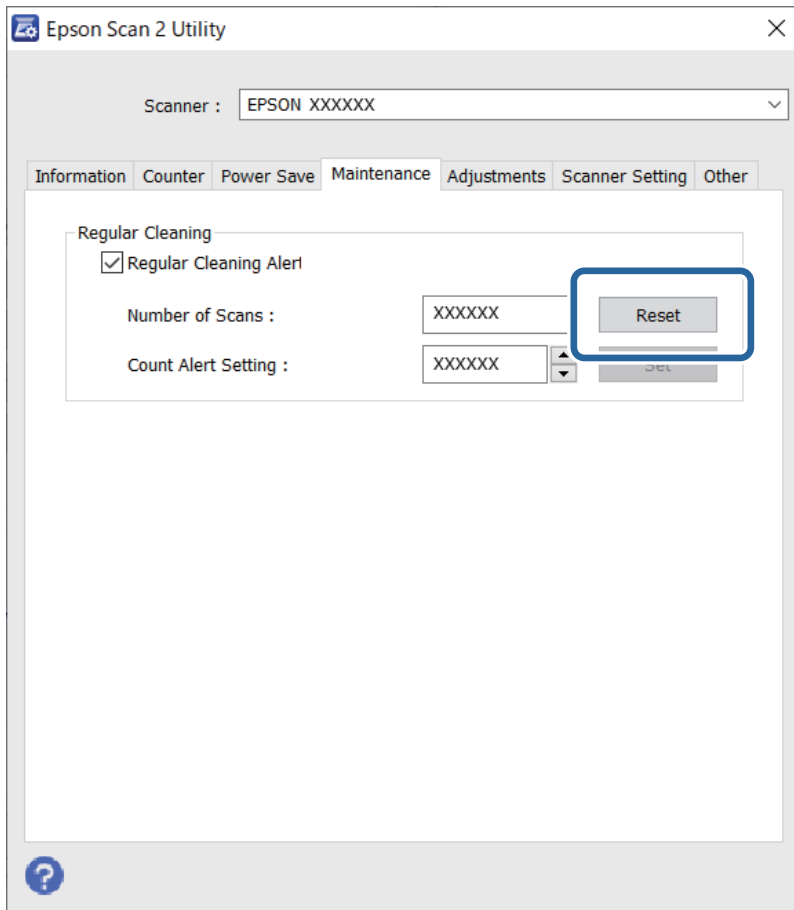 Epson Scan 2 Utility
Scanner : EPSON XXXXXX
Information Counter Power Save Maintenance Adjustments Scanner Setting Other
Regular Cleaning
Regular Cleaning Alert
Number of Scans : XXXXXX Reset
Count Alert Setting : XXXXXX Set